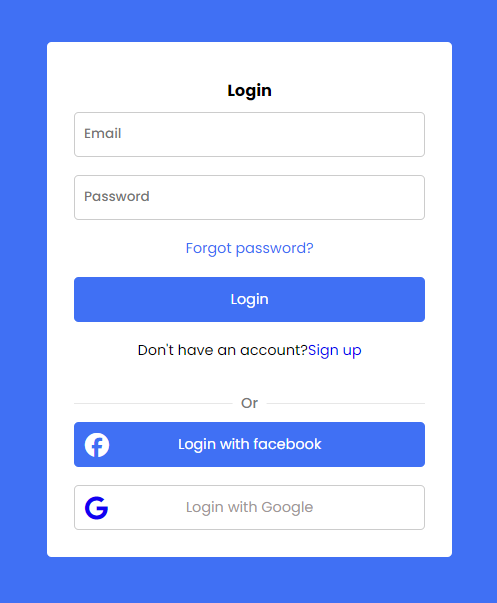 Login
Email
Password
Forgot password?
Login
Don't have an account?Sign up
Or
Login with facebook
Login with Google